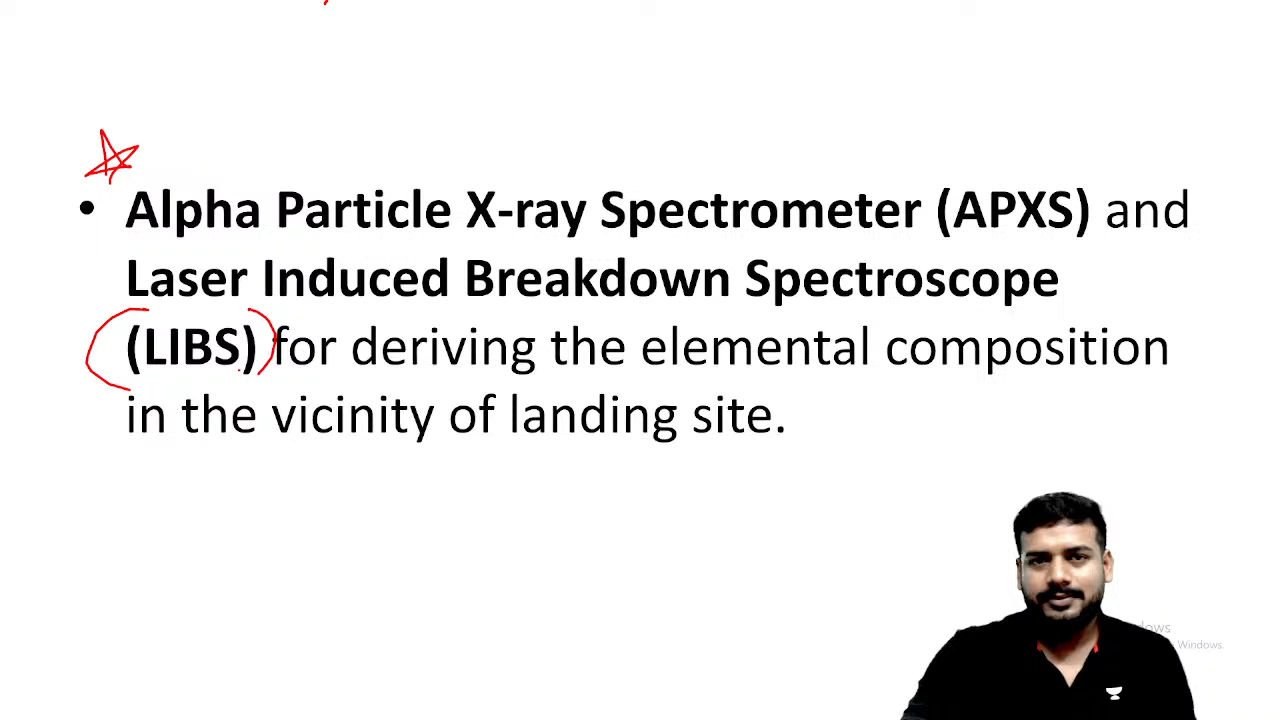 • Alpha Particle X-ray Spectrometer (APXS) and
Laser Induced Breakdown Spectroscope
(LIBS) for deriving the elemental composition
in the vicinity of landing site.
Windows.